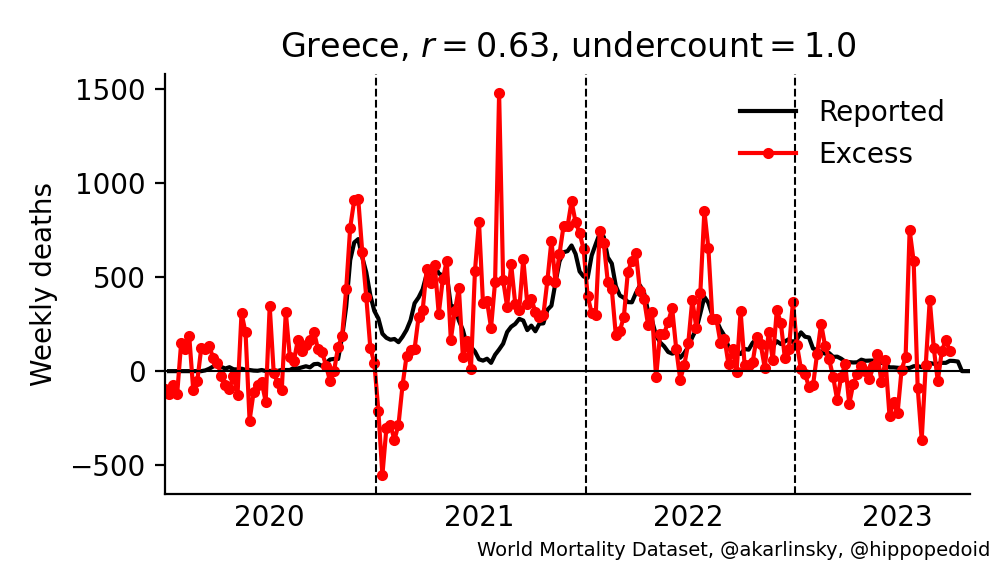 Greece, r = 0.63, undercount = 1.0
1500
1000
500
0
−500
Weekly deaths
Reported
Excess
2020 2021 2022 2023
World Mortality Dataset, @akarlinsky, @hippopedoid